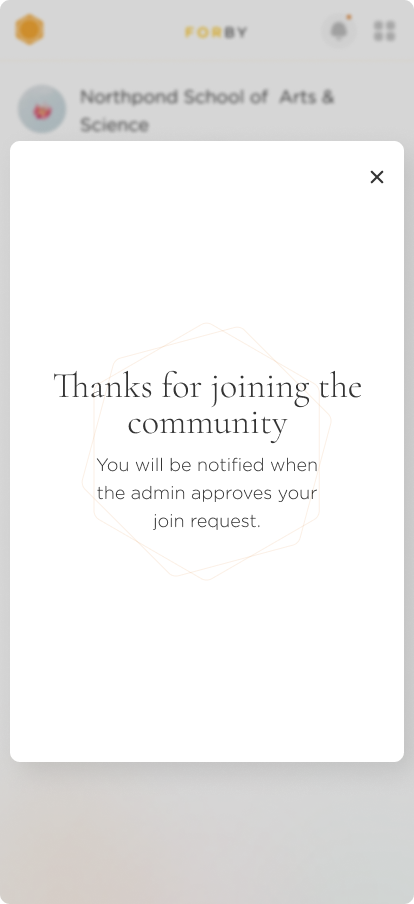 FORBY
Northpond School of Arts &
Science
Thanks for joining the
community
You will be notified when
the admin approves your
join request.